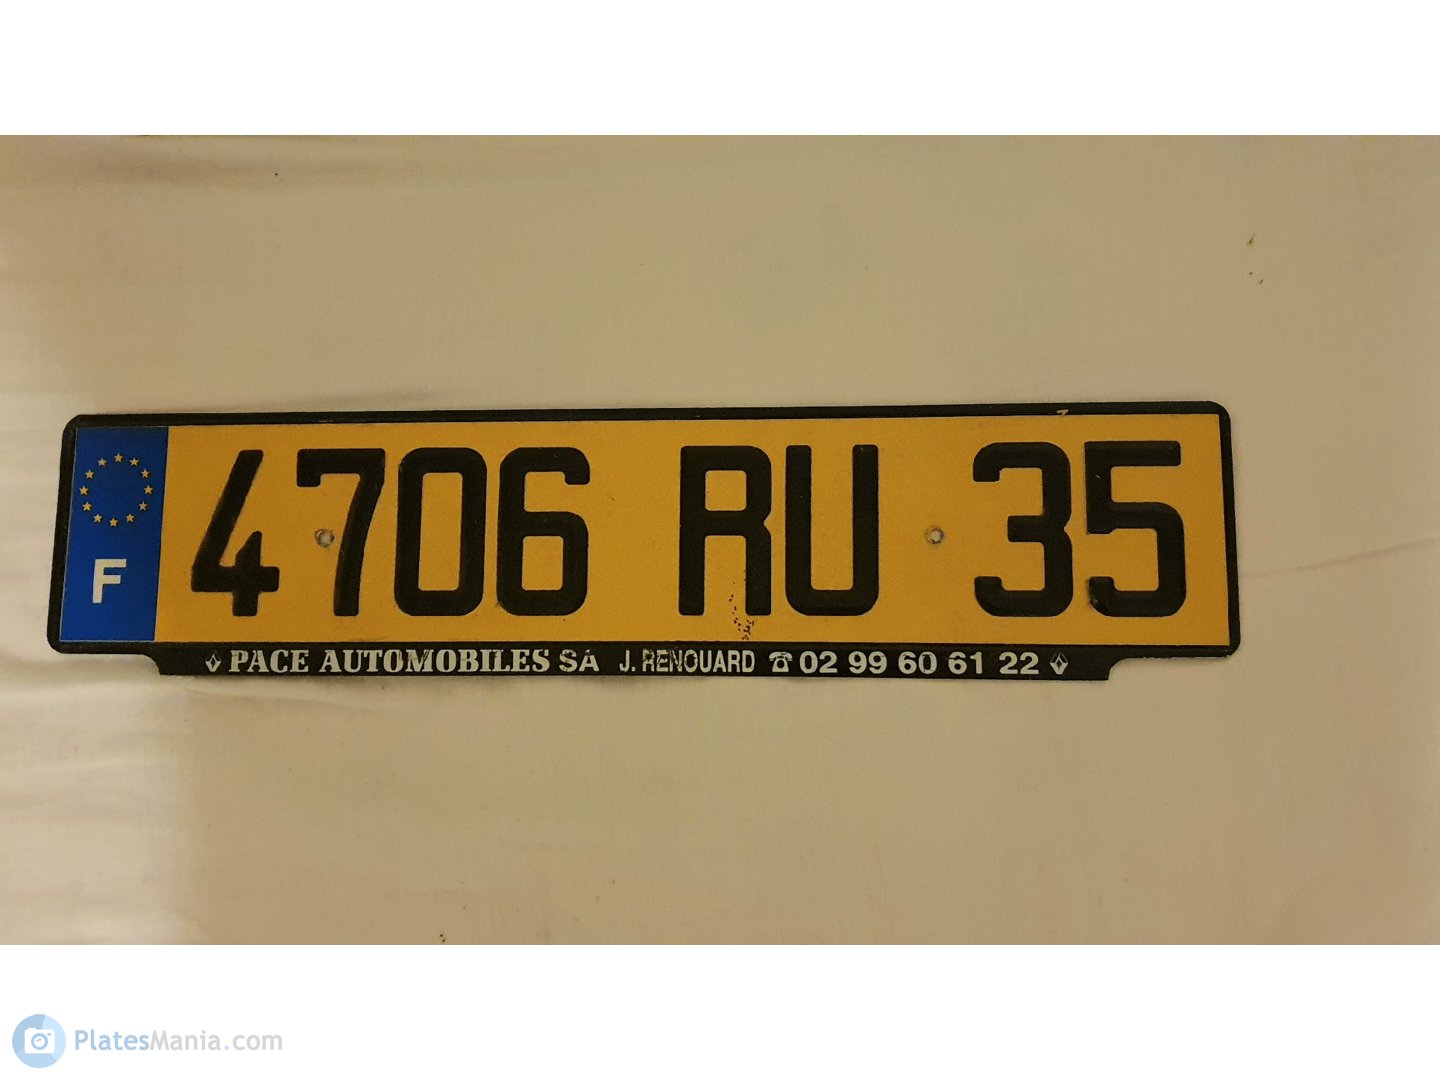 F
4706 RU 35
PACE AUTOMOBILES SA J. RENOUARD ☎ 02 99 60 61 22
PlatesMania.com